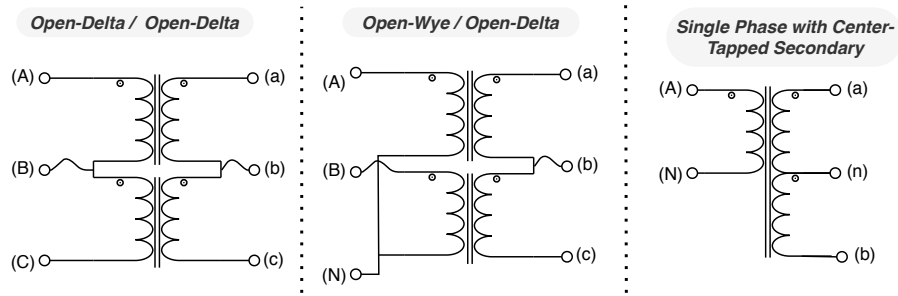 Open-Delta / Open-Delta
(A)
(a)
(B)
(b)
(C)
(c)
Open-Wye / Open-Delta
(A)
(a)
(B)
(b)
(N)
(c)
Single Phase with Center-
Tapped Secondary
(A)
(a)
(N)
(n)
(b)